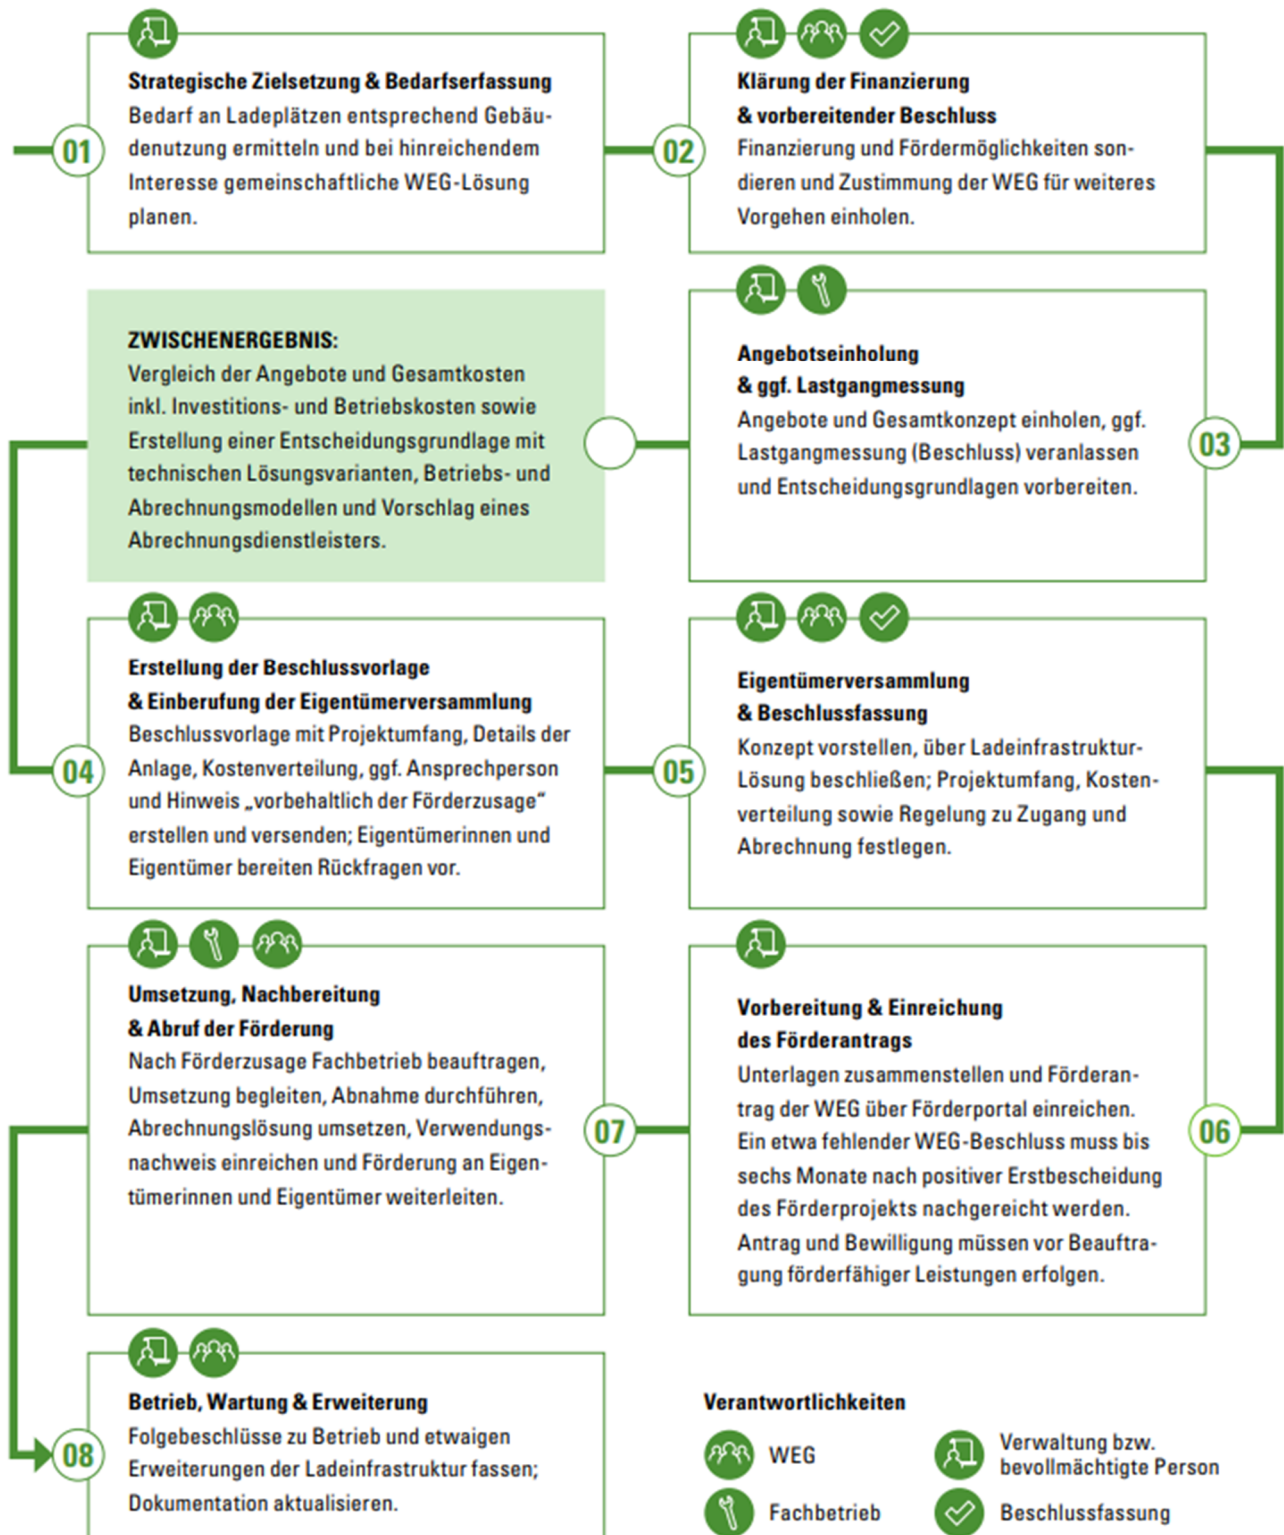 01
Strategische Zielsetzung & Bedarfserfassung
Bedarf an Ladeplätzen entsprechend Gebäu-
denutzung ermitteln und bei hinreichendem
Interesse gemeinschaftliche WEG-Lösung
planen.
02
Klärung der Finanzierung
& vorbereitender Beschluss
Finanzierung und Fördermöglichkeiten son-
dieren und Zustimmung der WEG für weiteres
Vorgehen einholen.
03
Angebotseinholung
& ggf. Lastgangmessung
Angebote und Gesamtkonzept einholen, ggf.
Lastgangmessung (Beschluss) veranlassen
und Entscheidungsgrundlagen vorbereiten.
ZWISCHENERGEBNIS:
Vergleich der Angebote und Gesamtkosten
inkl. Investitions- und Betriebskosten sowie
Erstellung einer Entscheidungsgrundlage mit
technischen Lösungsvarianten, Betriebs- und
Abrechnungsmodellen und Vorschlag eines
Abrechnungsdienstleisters.
04
Erstellung der Beschlussvorlage
& Einberufung der Eigentümerversammlung
Beschlussvorlage mit Projektumfang, Details der
Anlage, Kostenverteilung, ggf. Ansprechperson
und Hinweis „vorbehaltlich der Förderzusage“
erstellen und versenden; Eigentümerinnen und
Eigentümer bereiten Rückfragen vor.
05
Eigentümerversammlung
& Beschlussfassung
Konzept vorstellen, über Ladeinfrastruktur-
Lösung beschließen; Projektumfang, Kosten-
verteilung sowie Regelung zu Zugang und
Abrechnung festlegen.
06
Vorbereitung & Einreichung
des Förderantrags
Unterlagen zusammenstellen und Förderan-
trag der WEG über Förderportal einreichen.
Ein etwa fehlender WEG-Beschluss muss bis
sechs Monate nach positiver Erstbescheidung
des Förderprojekts nachgereicht werden.
Antrag und Bewilligung müssen vor Beauftra-
gung förderfähiger Leistungen erfolgen.
07
Umsetzung, Nachbereitung
& Abruf der Förderung
Nach Förderzusage Fachbetrieb beauftragen,
Umsetzung begleiten, Abnahme durchführen,
Abrechnungslösung umsetzen, Verwendungs-
nachweis einreichen und Förderung an Eigen-
tümerinnen und Eigentümer weiterleiten.
08
Betrieb, Wartung & Erweiterung
Folgebeschlüsse zu Betrieb und etwaigen
Erweiterungen der Ladeinfrastruktur fassen;
Dokumentation aktualisieren.
Verantwortlichkeiten
WEG
Verwaltung bzw.
bevollmächtigte Person
Fachbetrieb
Beschlussfassung